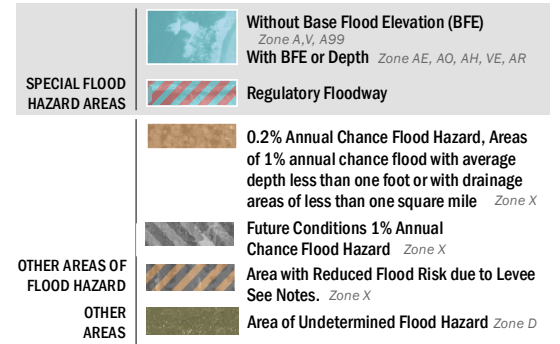 Without Base Flood Elevation (BFE)
Zone A,V, A99
With BFE or Depth Zone AE, AO, AH, VE, AR
SPECIAL FLOOD
HAZARD AREAS
Regulatory Floodway
0.2% Annual Chance Flood Hazard, Areas
of 1% annual chance flood with average
depth less than one foot or with drainage
areas of less than one square mile Zone X
Future Conditions 1% Annual
Chance Flood Hazard Zone X
OTHER AREAS OF
FLOOD HAZARD
Area with Reduced Flood Risk due to Levee
See Notes. Zone X
OTHER
AREAS
Area of Undetermined Flood Hazard Zone D